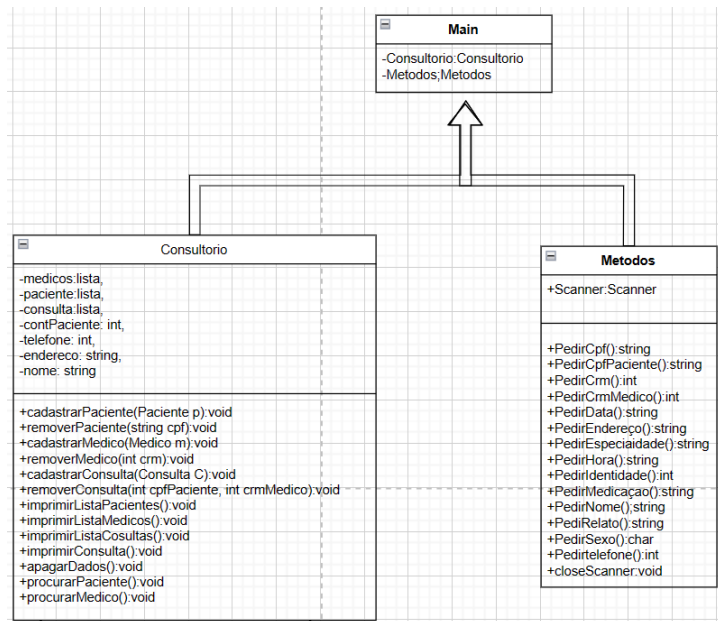 Main
-Consultorio:Consultorio
-Metodos;Metodos
Consultorio
-medicos:lista,
-paciente:lista,
-consulta:lista,
-contPaciente: int,
-telefone: int,
-endereco: string,
-nome: string
+cadastrarPaciente(Paciente p):void
+removerPaciente(string cpf):void
+cadastrarMedico(Medico m):void
+removerMedico(int crm):void
+cadastrarConsulta(Consulta C):void
+removerConsulta(int cpfPaciente, int crmMedico):void
+imprimirListaPacientes():void
+imprimirListaMedicos():void
+imprimirListaCosultas():void
+imprimirConsulta():void
+apagarDados():void
+procurarPaciente():void
+procurarMedico():void
Metodos
+Scanner:Scanner
+PedirCpf():string
+PedirCpfPaciente():string
+PedirCrm():int
+PedirCrmMedico():int
+PedirData():string
+PedirEndereço():string
+PedirEspeciaidade():string
+PedirHora():string
+PedirIdentidade():int
+PedirMedicaçao():string
+PedirNome();string
+PediRelato():string
+PedirSexo():char
+Pedirtelefone():int
+closeScanner:void